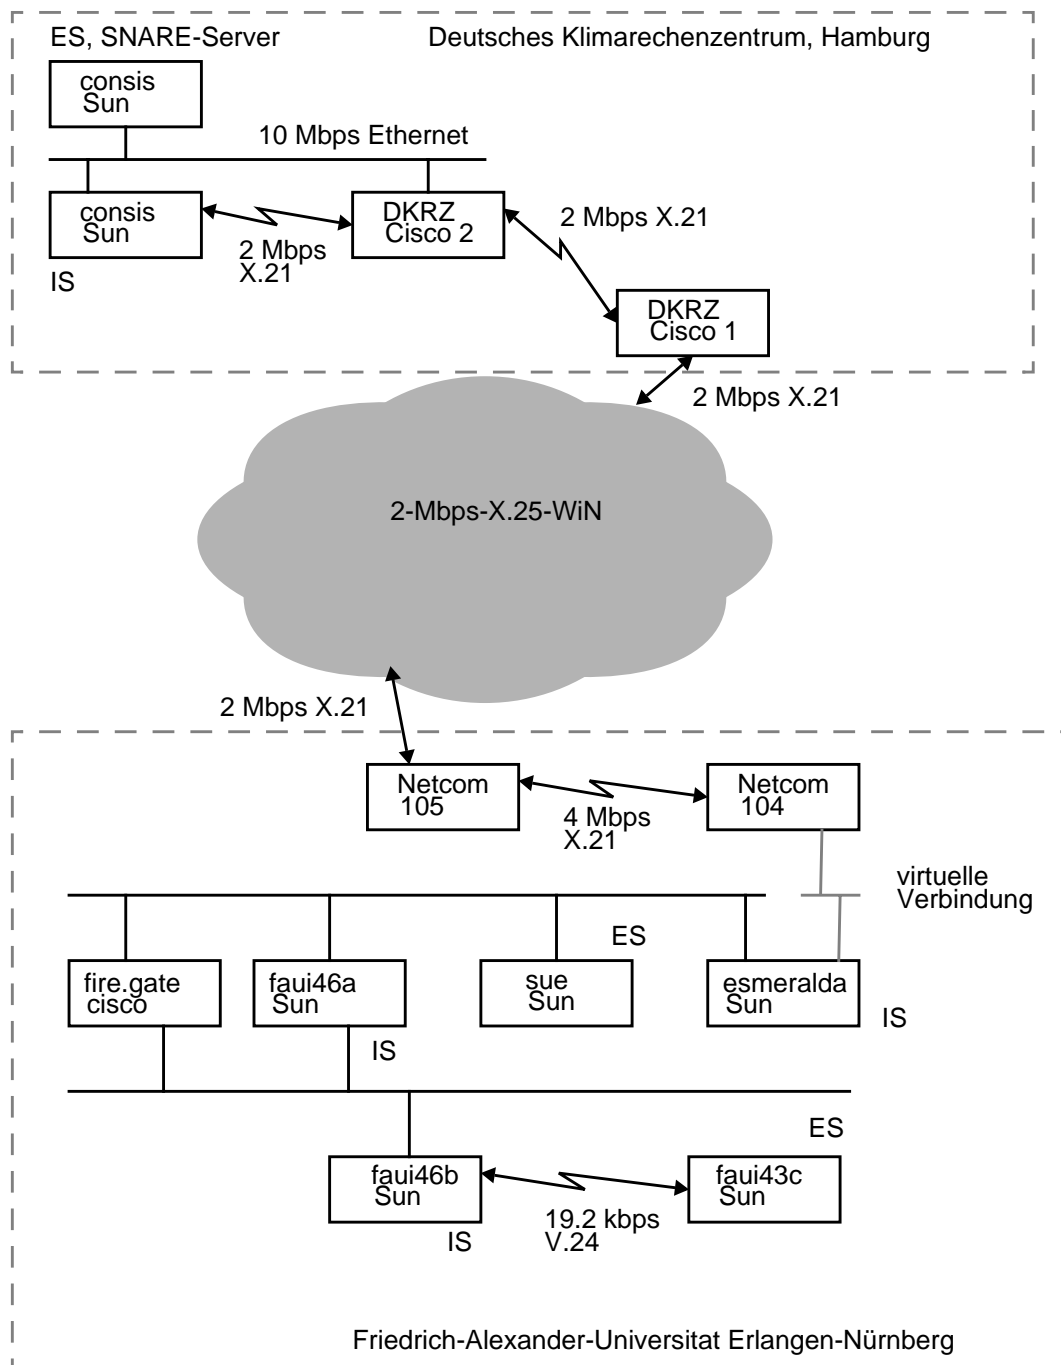 ES, SNARE-Server
Deutsches Klimarechenzentrum, Hamburg
consis
Sun
10 Mbps Ethernet
consis
Sun
IS
2 Mbps
X.21
DKRZ
Cisco 2
2 Mbps X.21
DKRZ
Cisco 1
2 Mbps X.21
2-Mbps-X.25-WiN
2 Mbps X.21
Netcom
105
4 Mbps
X.21
Netcom
104
virtuelle
Verbindung
fire.gate
cisco
faui46a
Sun
IS
ES
sue
Sun
esmeralda
Sun
IS
ES
faui46b
Sun
IS
19.2 kbps
V.24
faui43c
Sun
Friedrich-Alexander-Universitat Erlangen-Nürnberg